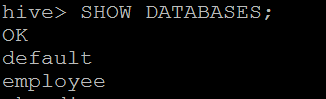 hive> SHOW DATABASES;
OK
default
employee